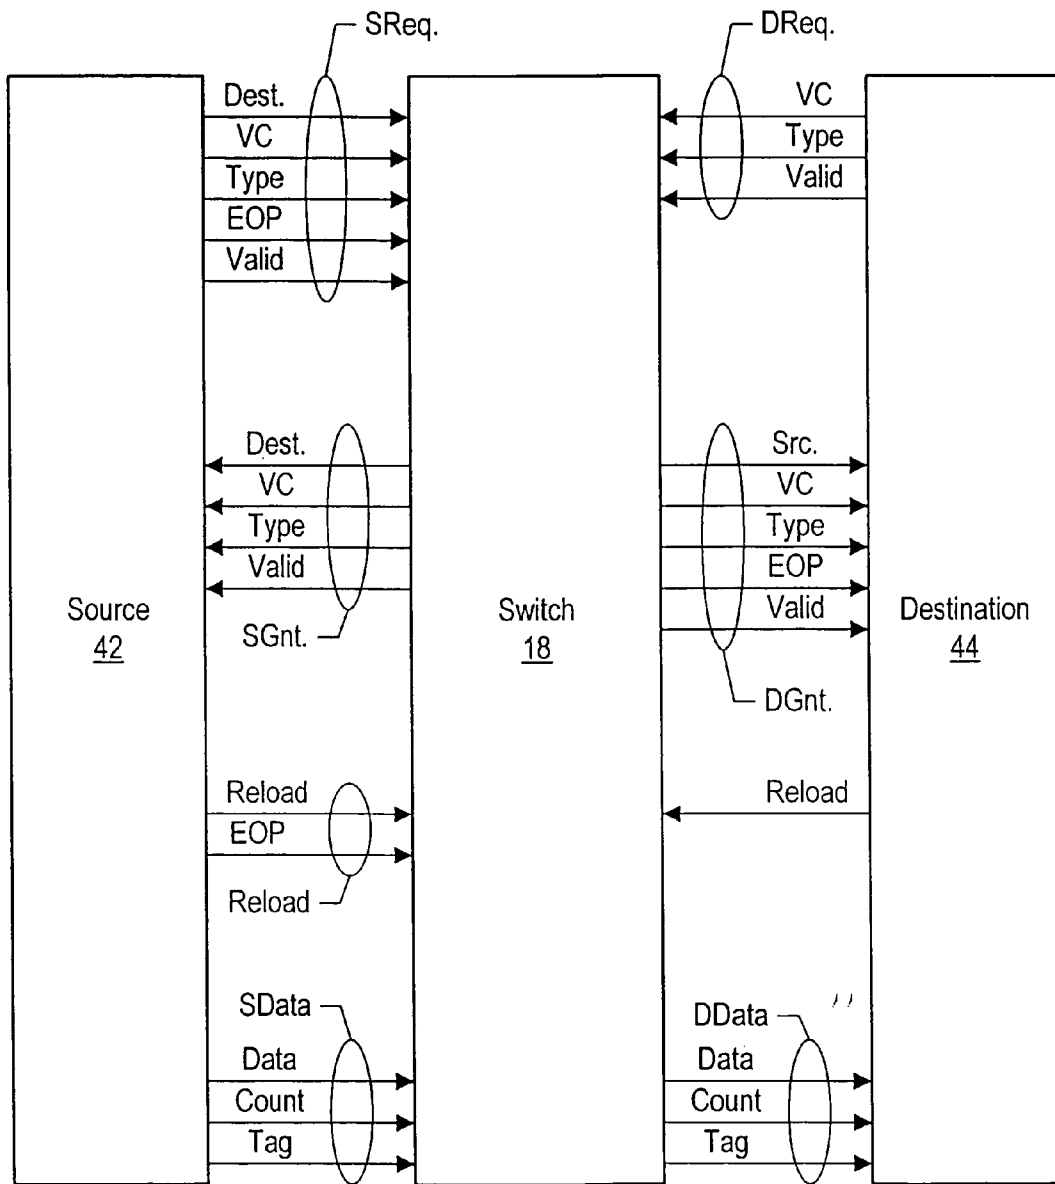 SReq.
DReq.
Dest.
VC
Type
EOP
Valid
VC
Type
Valid
Dest.
VC
Type
Valid
SGnt.
Src.
VC
Type
EOP
Valid
DGnt.
Source
42
Switch
18
Destination
44
Reload
EOP
Reload
Reload
SData
Data
Count
Tag
DData
Data
Count
Tag